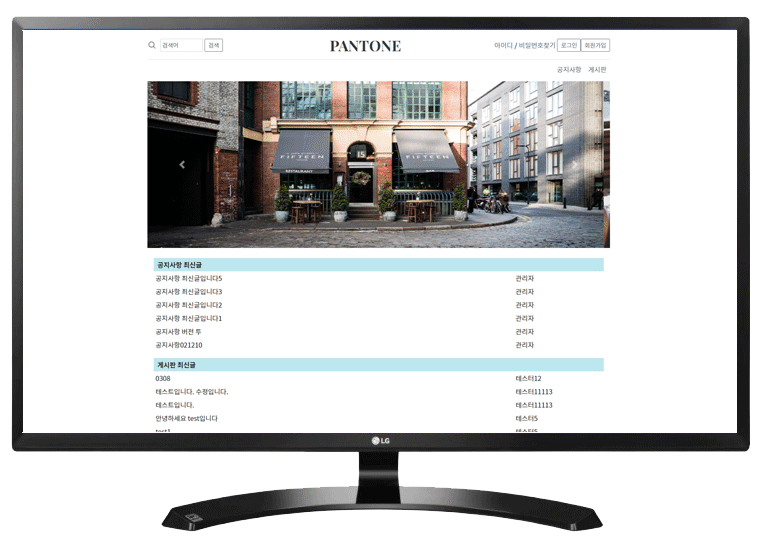 검색어 검색 PANTONE 아이디 / 비밀번호찾기 로그인 회원가입
공지사항 게시판
15
FIFTEEN FIFTEEN
RESTAURANT BAR
공지사항 최신글
공지사항 최신글입니다5 관리자
공지사항 최신글입니다3 관리자
공지사항 최신글입니다2 관리자
공지사항 최신글입니다1 관리자
공지사항 버전 투 관리자
공지사항021210 관리자
게시판 최신글
0308 테스터12
테스트입니다. 수정입니다. 테스터11113
테스트입니다. 테스터11113
안녕하세요 test입니다 테스터5
test1 테스터5
LG